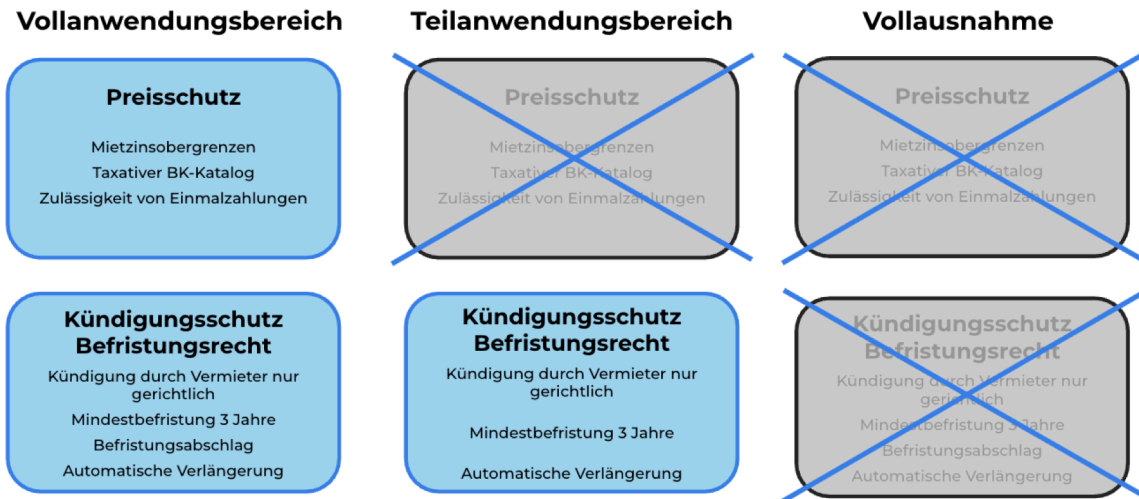 Vollanwendungsbereich
Teilanwendungsbereich
Vollausnahme
Preisschutz
Mietzinsobergrenzen
Taxativer BK-Katalog
Zulässigkeit von Einmalzahlungen
Preisschutz
Mietzinsobergrenzen
Taxativer BK-Katalog
Zulässigkeit von Einmalzahlungen
Preisschutz
Mietzinsobergrenzen
Taxativer BK-Katalog
Zulässigkeit von Einmalzahlungen
Kündigungsschutz
Befristungsrecht
Kündigung durch Vermieter nur
gerichtlich
Mindestbefristung 3 Jahre
Befristungsabschlag
Automatische Verlängerung
Kündigungsschutz
Befristungsrecht
Kündigung durch Vermieter nur
gerichtlich
Mindestbefristung 3 Jahre
Automatische Verlängerung
Kündigungsschutz
Befristungsrecht
Kündigung durch Vermieter nur
gerichtlich
Mindestbefristung 3 Jahre
Befristungsabschlag
Automatische Verlängerung